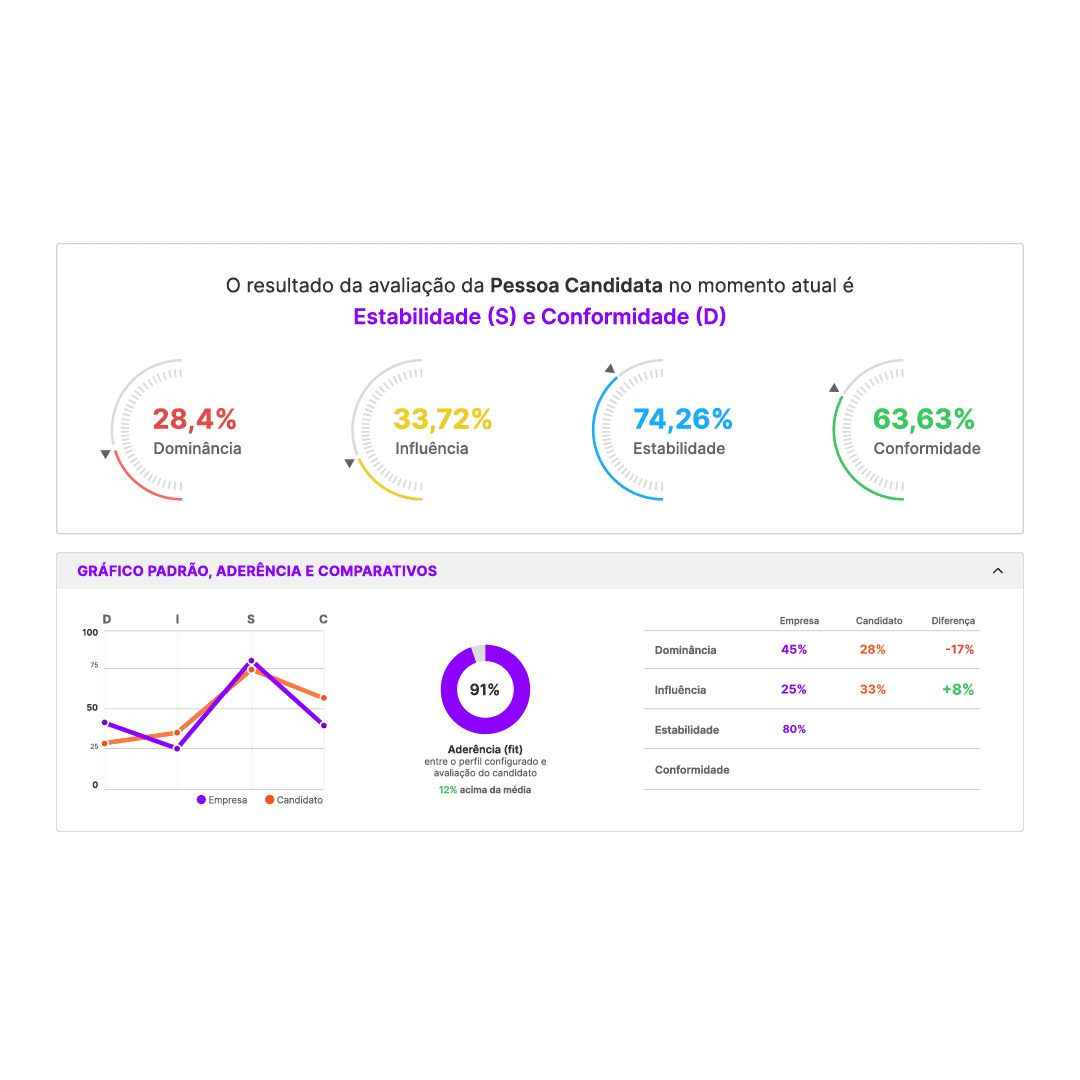 O resultado da avaliação da Pessoa Candidata no momento atual é
Estabilidade (S) e Conformidade (D)
28,4%
Dominância
33,72%
Influência
74,26%
Estabilidade
63,63%
Conformidade
GRÁFICO PADRÃO, ADERÊNCIA E COMPARATIVOS
D I S C
100
75
50
25
0
Empresa Candidato
91%
Aderência (fit)
entre o perfil configurado e
avaliação do candidato
12% acima da média
Empresa Candidato Diferença
Dominância 45% 28% -17%
Influência 25% 33% +8%
Estabilidade 80%
Conformidade